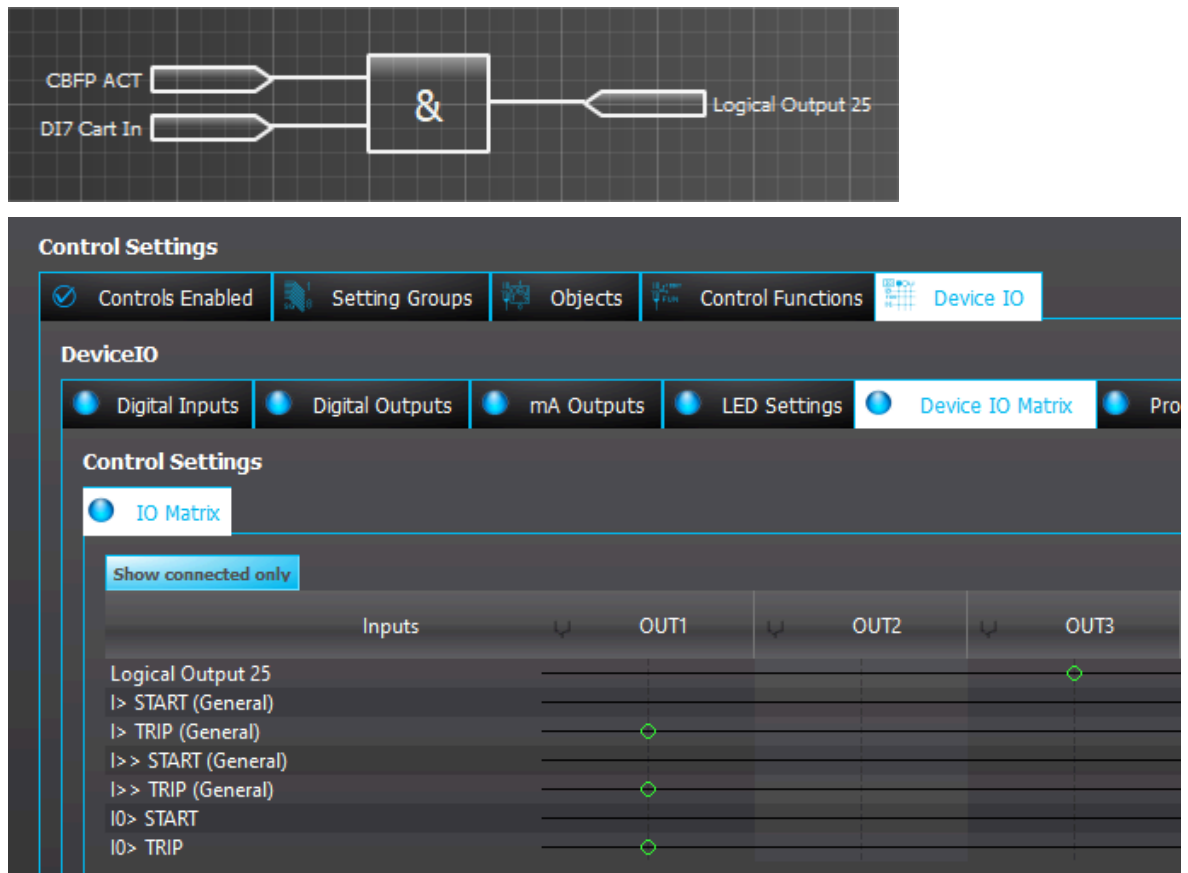 CBFP ACT
&
Logical Output 25
DI7 Cart In
Control Settings
Controls Enabled Setting Groups Objects Control Functions Device IO
DeviceIO
Digital Inputs Digital Outputs mA Outputs LED Settings Device IO Matrix Pro
Control Settings
IO Matrix
Show connected only
Inputs OUT1 OUT2 OUT3
Logical Output 25
I> START (General)
I> TRIP (General)
I>> START (General)
I>> TRIP (General)
I0> START
I0> TRIP